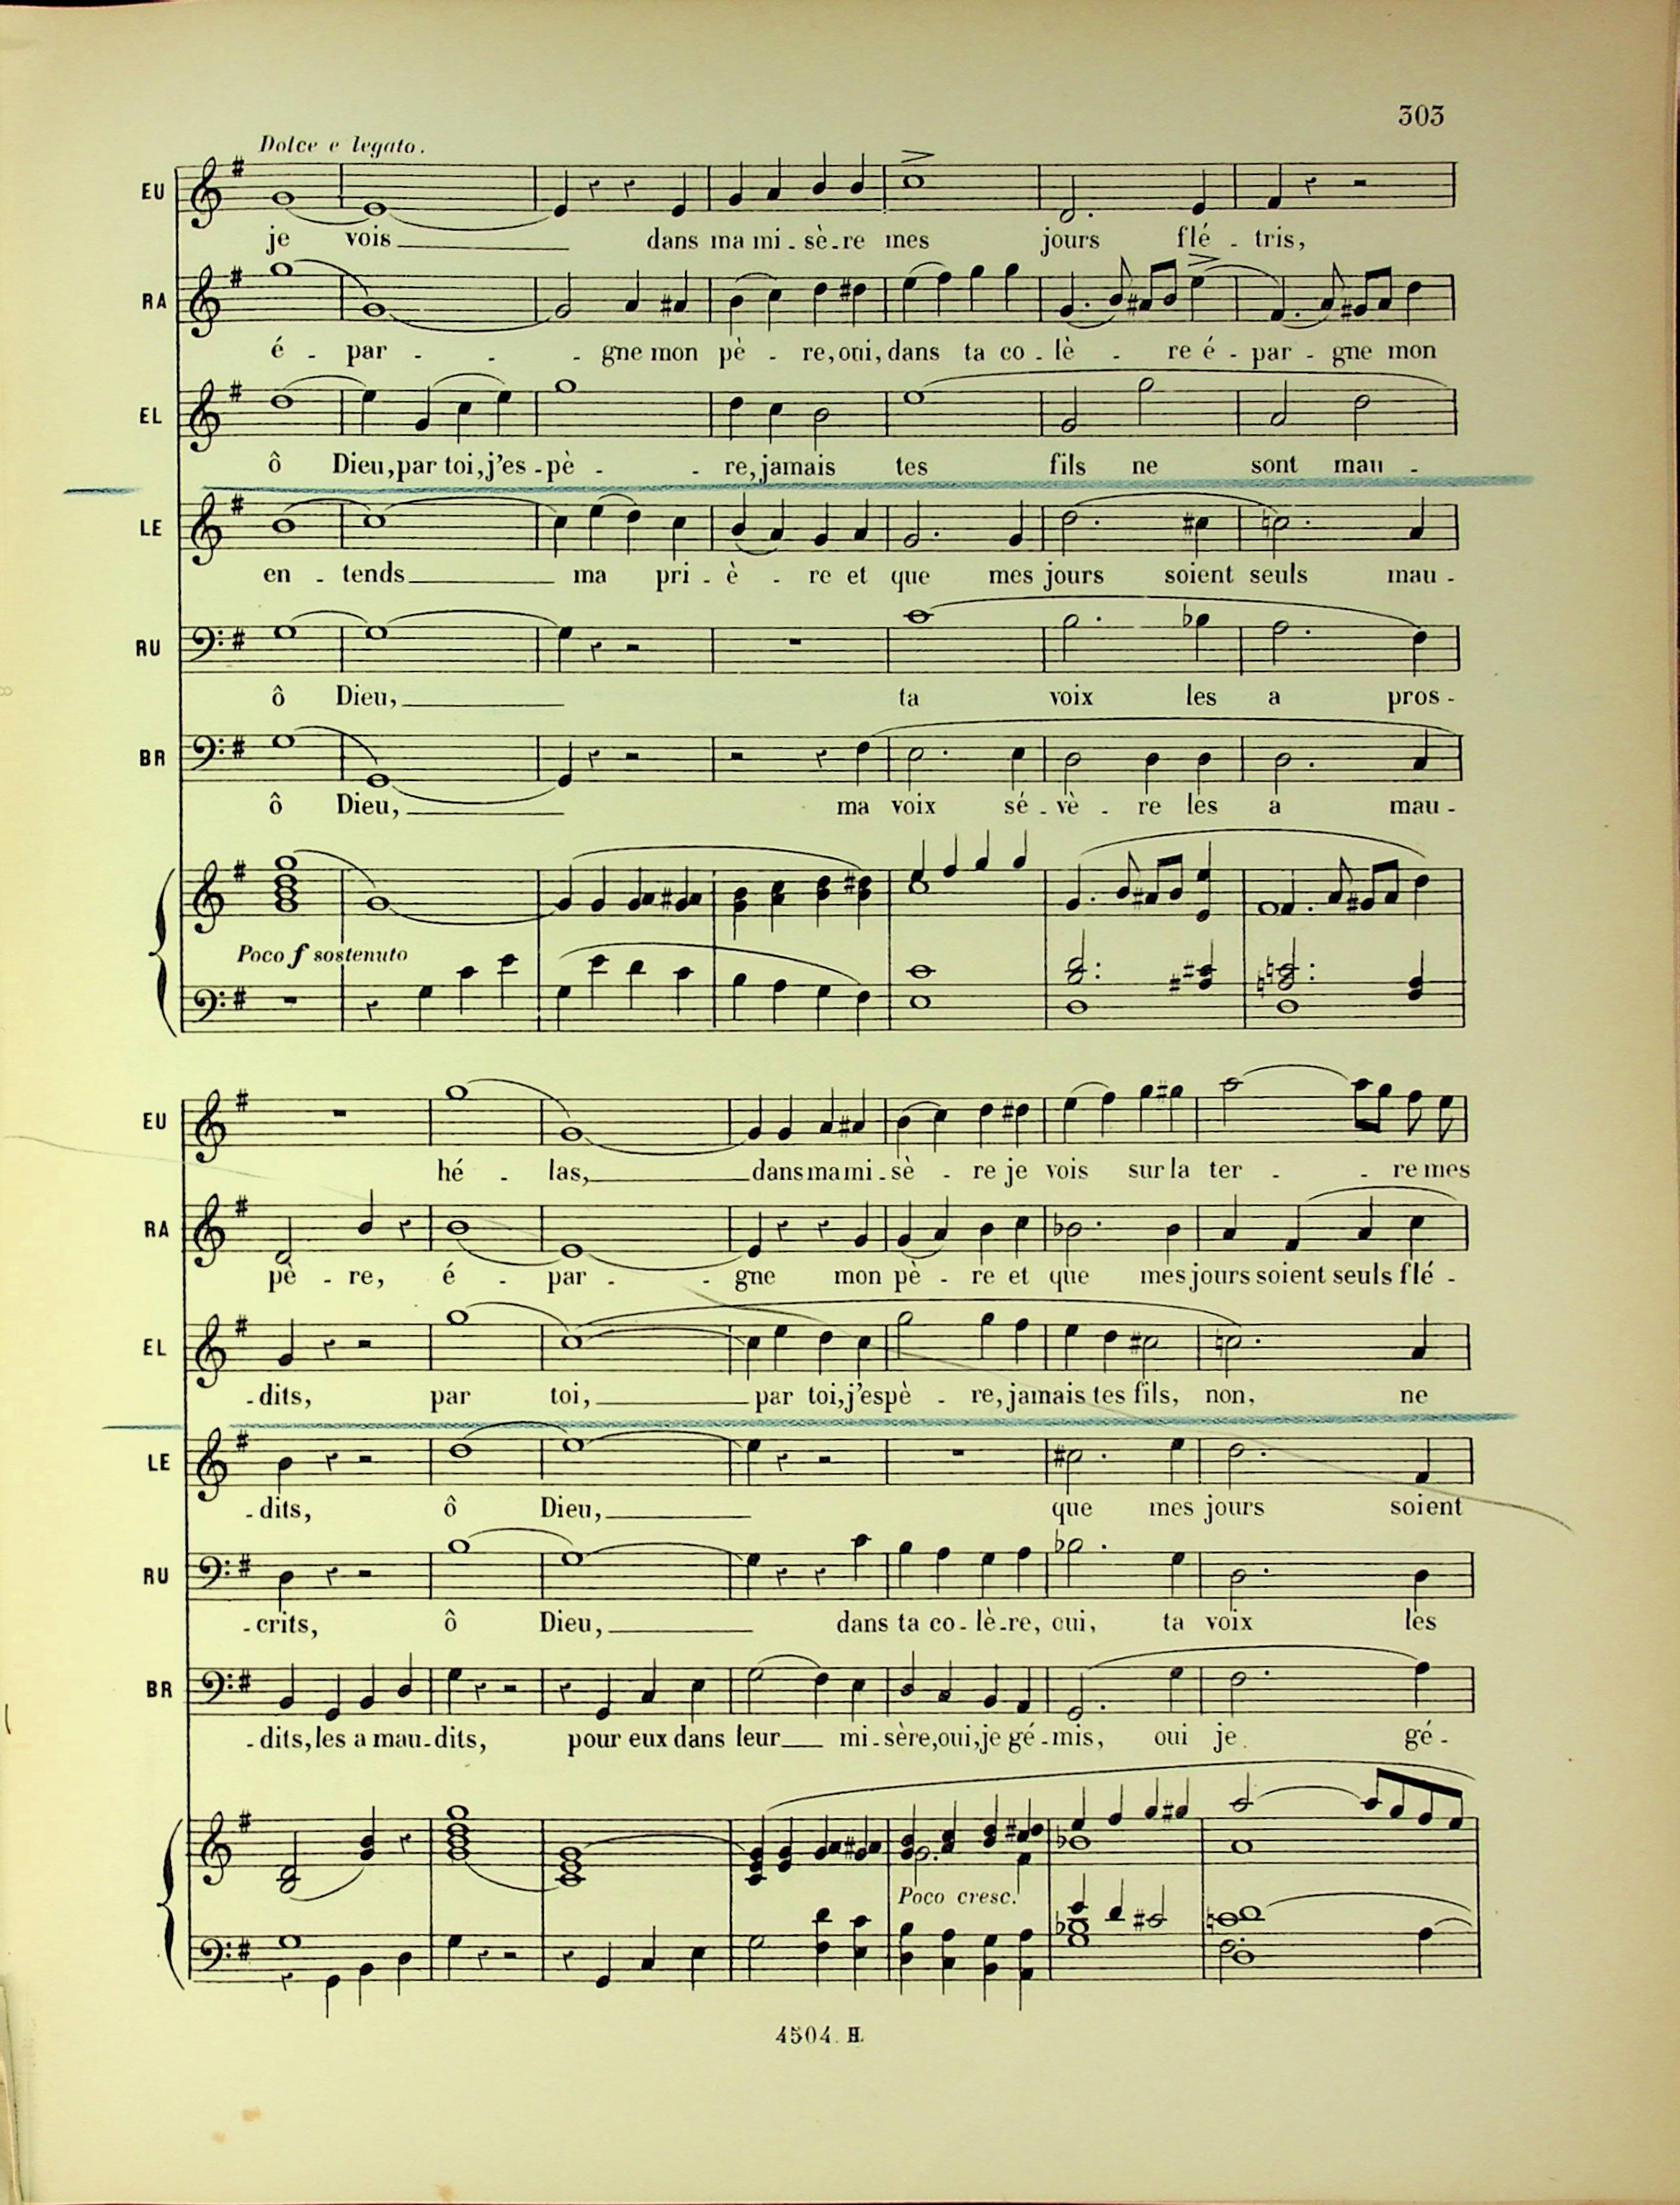 303
Dolce e legato.
EU
je vois dans ma mi - sè - re mes jours flé - tris,
RA
é - par - - - gne mon pè - re, oui, dans ta co - lè - re é - par - gne mon
EL
ô Dieu, par toi, j'es - pè - - re, jamais tes fils ne sont mau -
LE
en - tends ma pri - è - re et que mes jours soient seuls mau -
RU
ô Dieu, ta voix les a pros -
BR
ô Dieu, ma voix sé - vè - re les a mau -
Poco f sostenuto
EU
hé - las, dans ma mi - sè - re je vois sur la ter - - re mes
RA
pè - re, é - par - - gne mon pè - re et que mes jours soient seuls flé -
EL
- dits, par toi, par toi, j'espè - re, jamais tes fils, non, ne
LE
- dits, ô Dieu, que mes jours soient
RU
- crits, ô Dieu, dans ta co - lè - re, oui, ta voix les
BR
- dits, les a mau - dits, pour eux dans leur mi - sère, oui, je gé - mis, oui je gé -
Poco cresc.
4504. H.